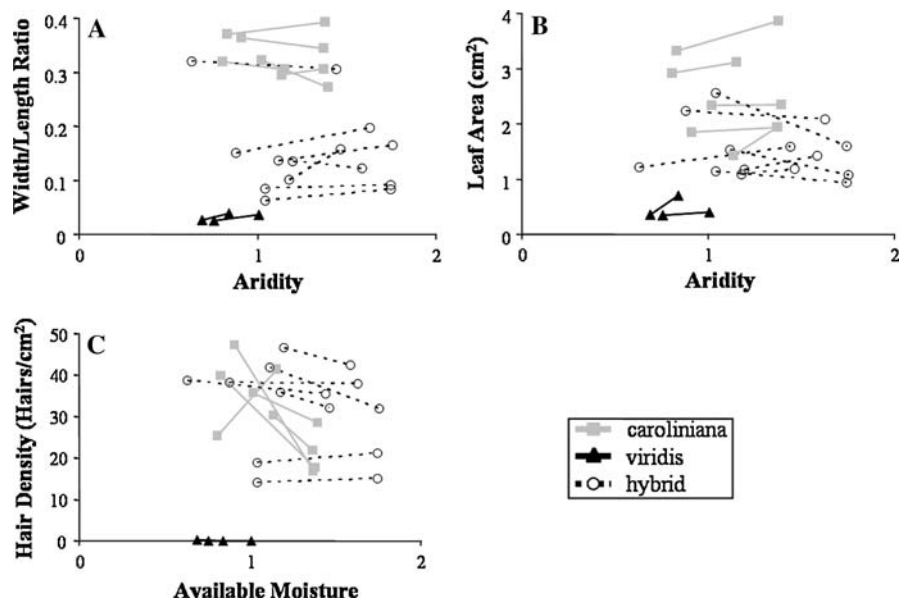 A
Width/Length Ratio
0.4
0.3
0.2
0.1
0
0
1
2
Aridity
B
Leaf Area (cm²)
4
3
2
1
0
0
1
2
Aridity
C
Hair Density (Hairs/cm²)
50
40
30
20
10
0
0
1
2
Available Moisture
caroliniana
viridis
hybrid